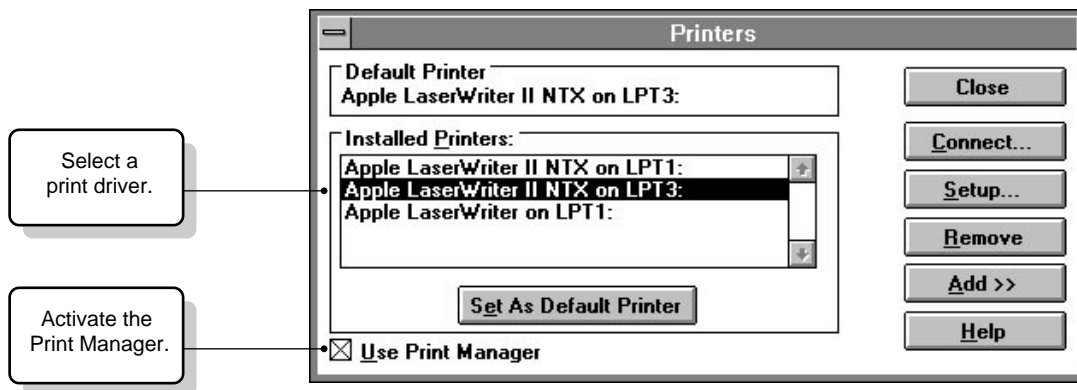 Printers
Default Printer
Apple LaserWriter II NTX on LPT3:
Close
Select a
print driver.
Installed Printers:
Apple LaserWriter II NTX on LPT1:
Apple LaserWriter II NTX on LPT3:
Apple LaserWriter on LPT1:
Connect...
Setup...
Remove
Add >>
Help
Set As Default Printer
Activate the
Print Manager.
Use Print Manager